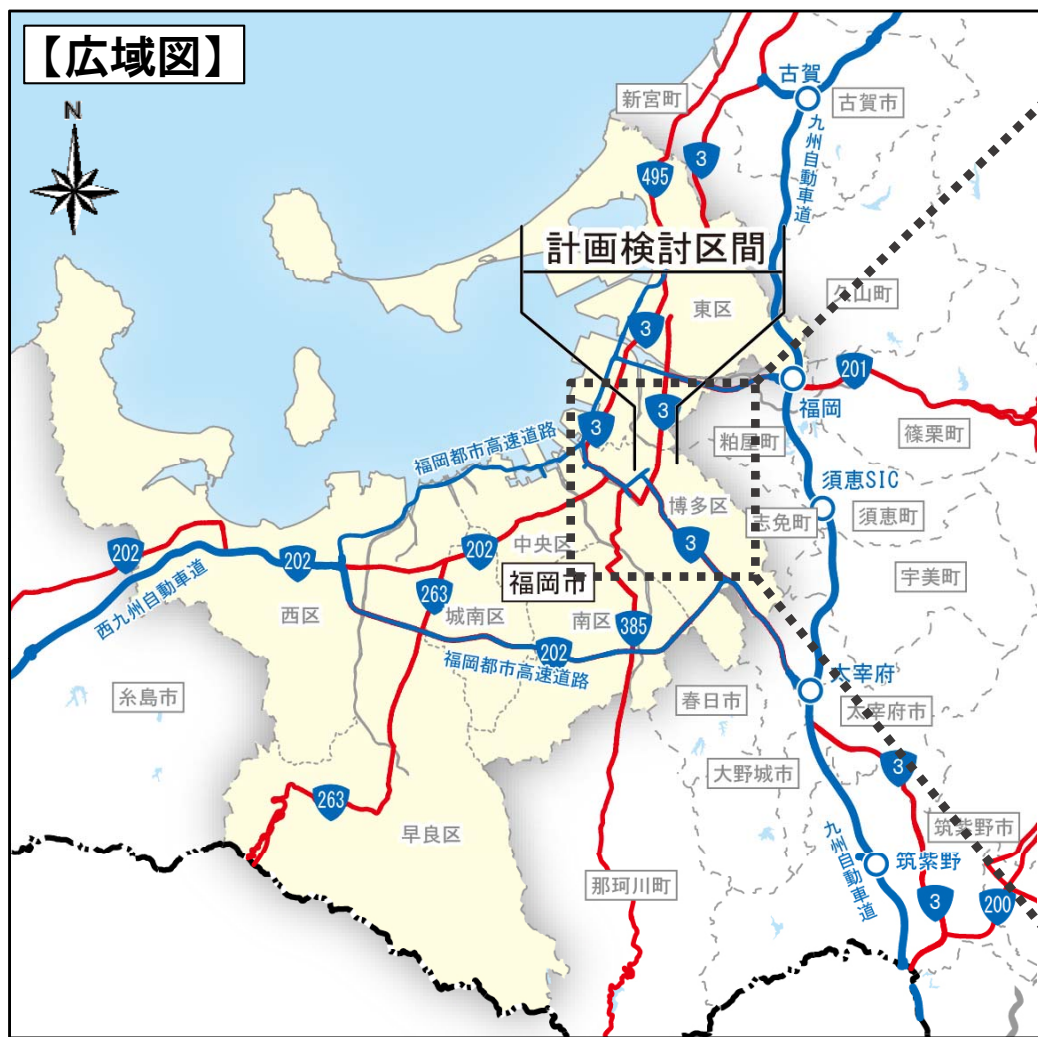 【広域図】
N
新宮町
古賀
古賀市
九州自動車道
3
495
計画検討区間
東区
久山町
3
201
福岡
3
3
粕屋町
篠栗町
福岡都市高速道路
須恵SIC
須恵町
博多区
志免町
202
202
中央区
202
3
宇美町
西九州自動車道
263
福岡市
西区
城南区
南区
385
202
福岡都市高速道路
太宰府
糸島市
春日市
太宰府市
大野城市
3
263
早良区
筑紫野市
九州自動車道
筑紫野
那珂川町
3
200